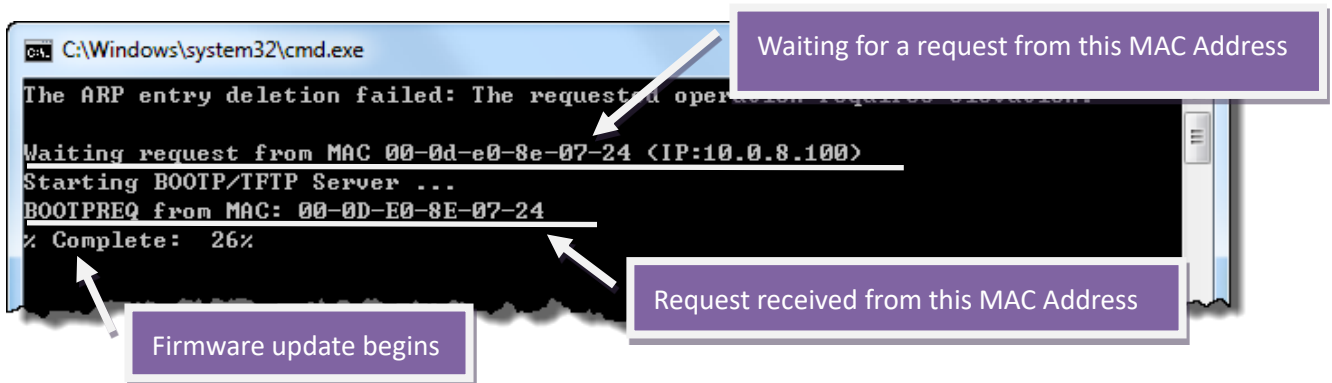 C:\Windows\system32\cmd.exe
Waiting for a request from this MAC Address
The ARP entry deletion failed: The requested operation requires elevation.
Waiting request from MAC 00-0d-e0-8e-07-24 (IP:10.0.8.100)
Starting BOOTP/TFTP Server ...
BOOTPREQ from MAC: 00-0D-E0-8E-07-24
% Complete: 26%
Request received from this MAC Address
Firmware update begins